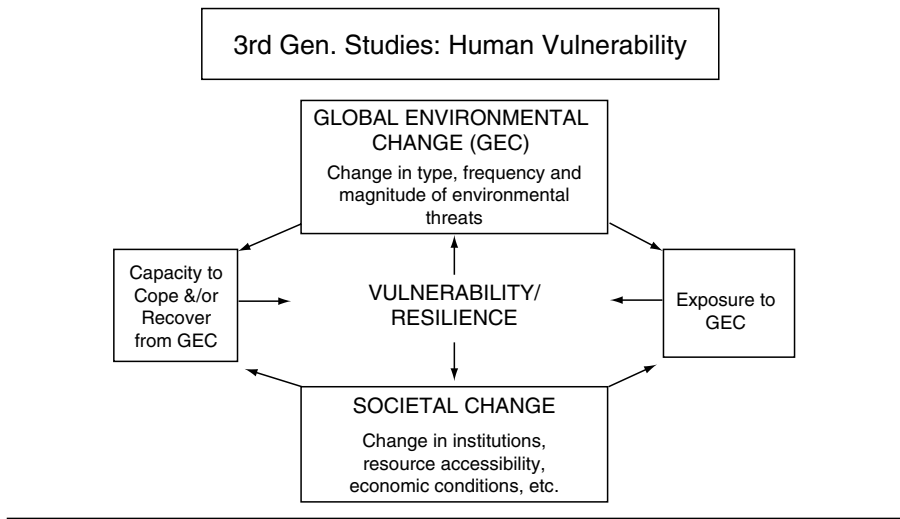 3rd Gen. Studies: Human Vulnerability
GLOBAL ENVIRONMENTAL
CHANGE (GEC)
Change in type, frequency and
magnitude of environmental
threats
Capacity to
Cope &/or
Recover
from GEC
VULNERABILITY/
RESILIENCE
Exposure to
GEC
SOCIETAL CHANGE
Change in institutions,
resource accessibility,
economic conditions, etc.